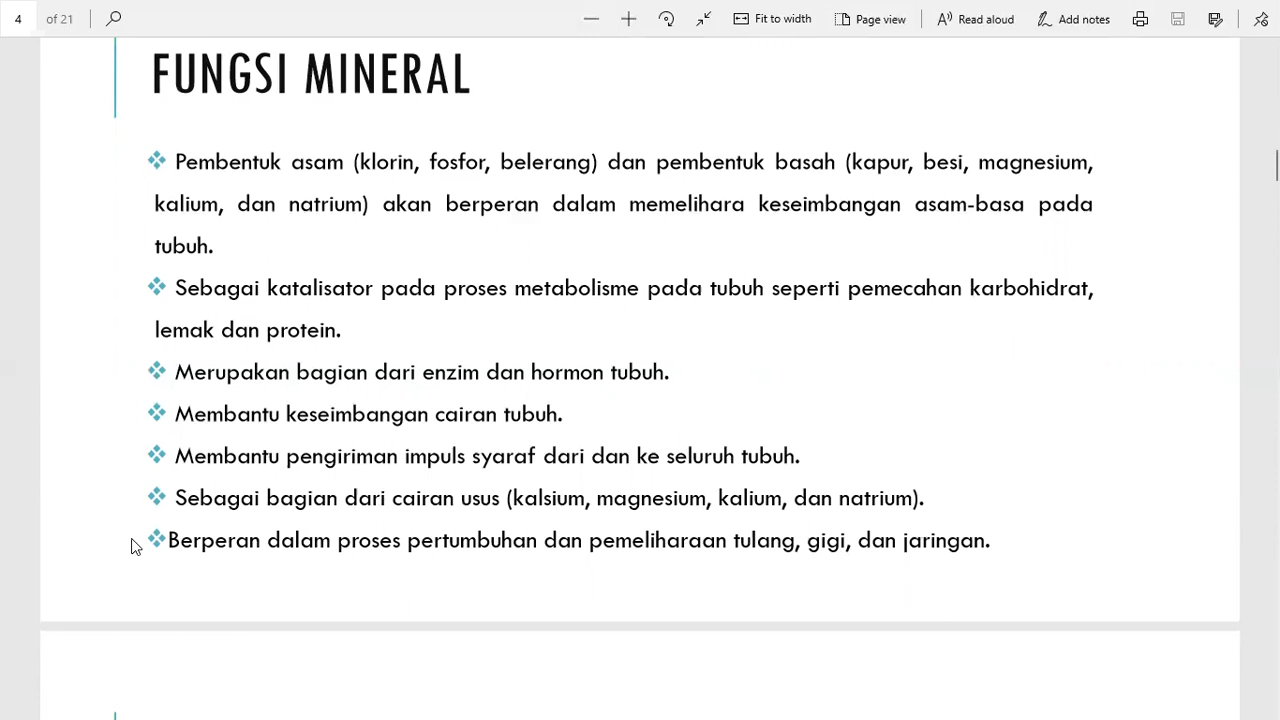 4 of 21 Fit to width Page view Read aloud Add notes
FUNGSI MINERAL
Pembentuk asam (klorin, fosfor, belerang) dan pembentuk basah (kapur, besi, magnesium,
kalium, dan natrium) akan berperan dalam memelihara keseimbangan asam-basa pada
tubuh.
Sebagai katalisator pada proses metabolisme pada tubuh seperti pemecahan karbohidrat,
lemak dan protein.
Merupakan bagian dari enzim dan hormon tubuh.
Membantu keseimbangan cairan tubuh.
Membantu pengiriman impuls syaraf dari dan ke seluruh tubuh.
Sebagai bagian dari cairan usus (kalsium, magnesium, kalium, dan natrium).
Berperan dalam proses pertumbuhan dan pemeliharaan tulang, gigi, dan jaringan.